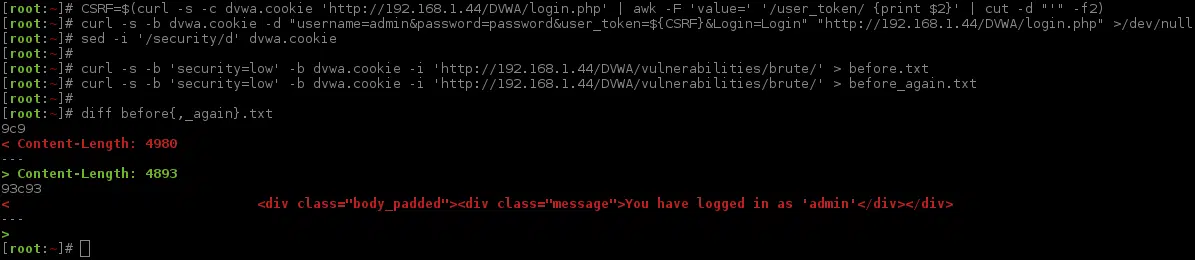 [root:~]# CSRF=$(curl -s -c dvwa.cookie 'http://192.168.1.44/DVWA/login.php' | awk -F 'value=' '/user_token/ {print $2}' | cut -d "'" -f2)
[root:~]# curl -s -b dvwa.cookie -d "username=admin&password=password&user_token=${CSRF}&Login=Login" "http://192.168.1.44/DVWA/login.php" >/dev/null
[root:~]# sed -i '/security/d' dvwa.cookie
[root:~]#
[root:~]# curl -s -b 'security=low' -b dvwa.cookie -i 'http://192.168.1.44/DVWA/vulnerabilities/brute/' > before.txt
[root:~]# curl -s -b 'security=low' -b dvwa.cookie -i 'http://192.168.1.44/DVWA/vulnerabilities/brute/' > before_again.txt
[root:~]#
[root:~]# diff before{,_again}.txt
9c9
< Content-Length: 4980
---
> Content-Length: 4893
93c93
< <div class="body_padded"><div class="message">You have logged in as 'admin'</div></div>
---
>
[root:~]#